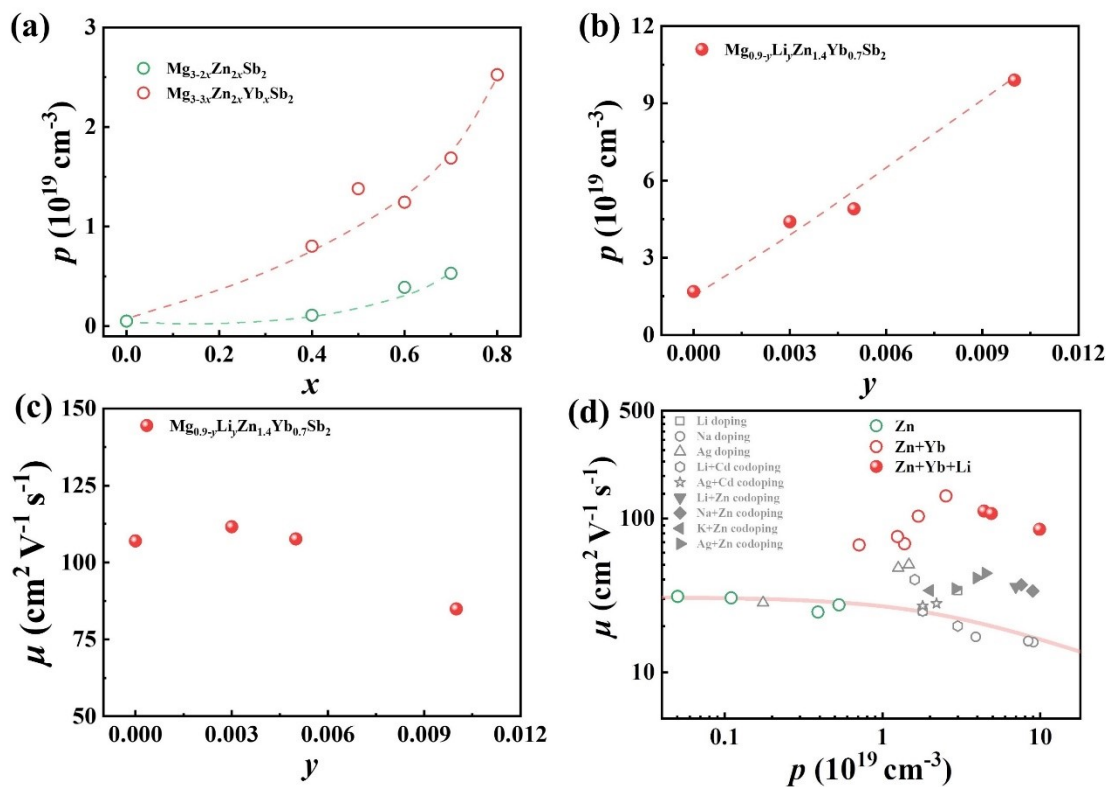 (a)
3
2
1
0
p (10¹⁹ cm⁻³)
Mg₃₋₂ₓZn₂ₓSb₂
Mg₃₋₃ₓZn₂ₓYbₓSb₂
0.0 0.2 0.4 0.6 0.8
x
(b)
12
9
6
3
0
p (10¹⁹ cm⁻³)
Mg₀.₉₋yLiyZn₁.₄Yb₀.₇Sb₂
0.000 0.003 0.006 0.009 0.012
y
(c)
150
125
100
75
50
μ (cm² V⁻¹ s⁻¹)
Mg₀.₉₋yLiyZn₁.₄Yb₀.₇Sb₂
0.000 0.003 0.006 0.009 0.012
y
(d)
500
100
10
μ (cm² V⁻¹ s⁻¹)
Li doping
Na doping
Ag doping
Li+Cd codoping
Ag+Cd codoping
Li+Zn codoping
Na+Zn codoping
K+Zn codoping
Ag+Zn codoping
Zn
Zn+Yb
Zn+Yb+Li
0.1 1 10
p (10¹⁹ cm⁻³)